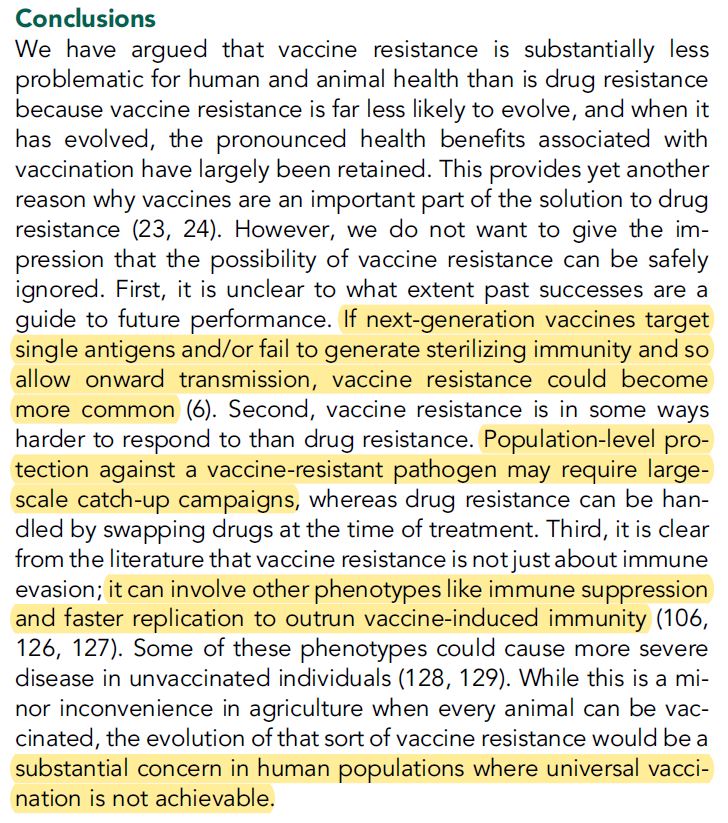 Conclusions
We have argued that vaccine resistance is substantially less
problematic for human and animal health than is drug resistance
because vaccine resistance is far less likely to evolve, and when it
has evolved, the pronounced health benefits associated with
vaccination have largely been retained. This provides yet another
reason why vaccines are an important part of the solution to drug
resistance (23, 24). However, we do not want to give the im-
pression that the possibility of vaccine resistance can be safely
ignored. First, it is unclear to what extent past successes are a
guide to future performance. If next-generation vaccines target
single antigens and/or fail to generate sterilizing immunity and so
allow onward transmission, vaccine resistance could become
more common (6). Second, vaccine resistance is in some ways
harder to respond to than drug resistance. Population-level pro-
tection against a vaccine-resistant pathogen may require large-
scale catch-up campaigns, whereas drug resistance can be han-
dled by swapping drugs at the time of treatment. Third, it is clear
from the literature that vaccine resistance is not just about immune
evasion; it can involve other phenotypes like immune suppression
and faster replication to outrun vaccine-induced immunity (106,
126, 127). Some of these phenotypes could cause more severe
disease in unvaccinated individuals (128, 129). While this is a mi-
nor inconvenience in agriculture when every animal can be vac-
cinated, the evolution of that sort of vaccine resistance would be a
substantial concern in human populations where universal vacci-
nation is not achievable.